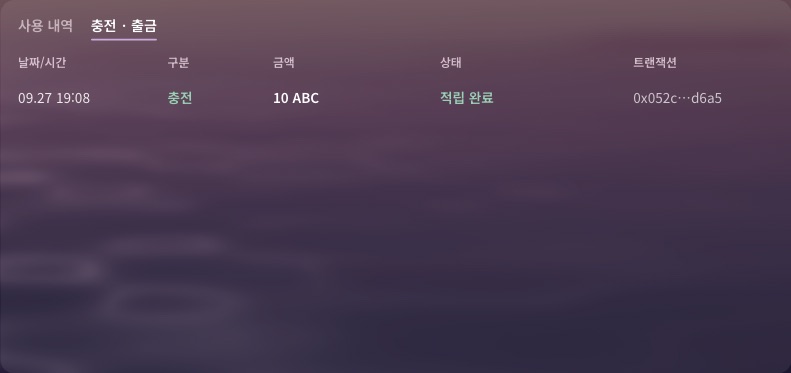 사용 내역 충전 · 출금
날짜/시간 구분 금액 상태 트랜잭션
09.27 19:08 충전 10 ABC 적립 완료 0x052c···d6a5